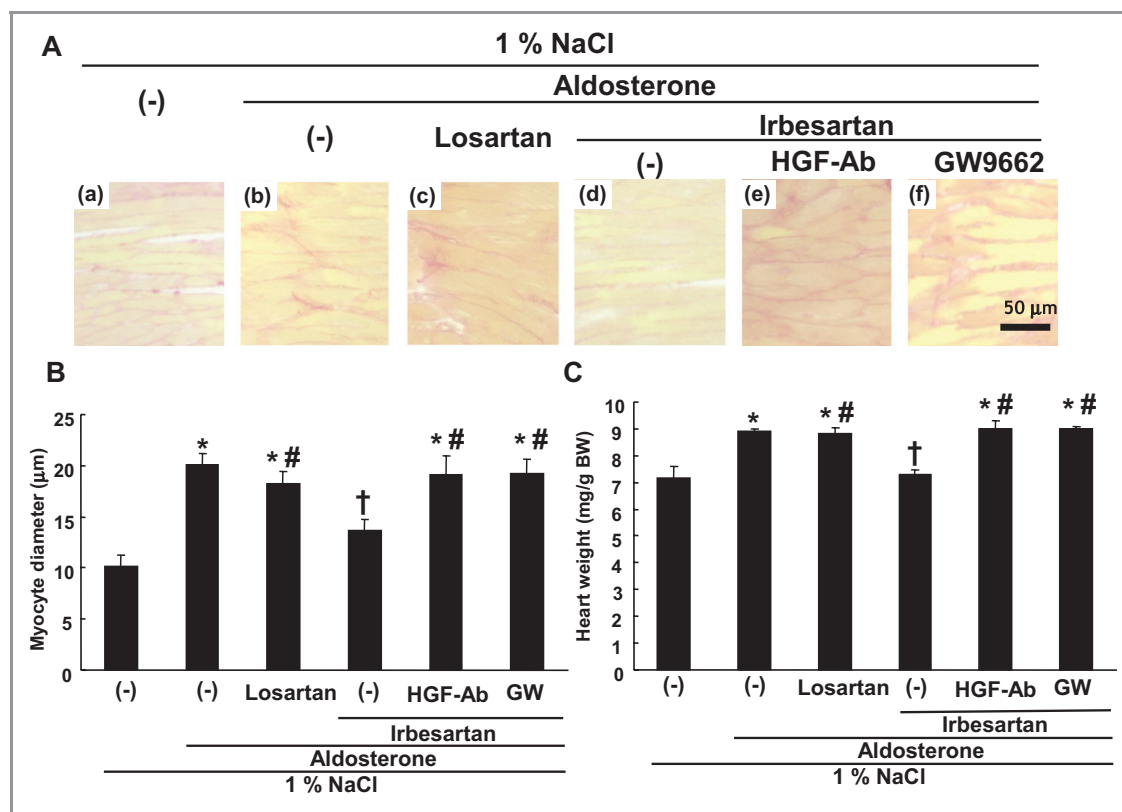 A
1 % NaCl
(-)
Aldosterone
(-)
Losartan
Irbesartan
(-)
HGF-Ab
GW9662
(a)
(b)
(c)
(d)
(e)
(f)
50 μm
B
Myocyte diameter (μm)
25
20
15
10
5
0
*
* #
†
* #
* #
(-)
(-)
Losartan
(-)
HGF-Ab
GW
Irbesartan
Aldosterone
1 % NaCl
C
Heart weight (mg/g BW)
10
9
8
7
6
5
4
3
2
1
0
*
* #
†
* #
* #
(-)
(-)
Losartan
(-)
HGF-Ab
GW
Irbesartan
Aldosterone
1 % NaCl